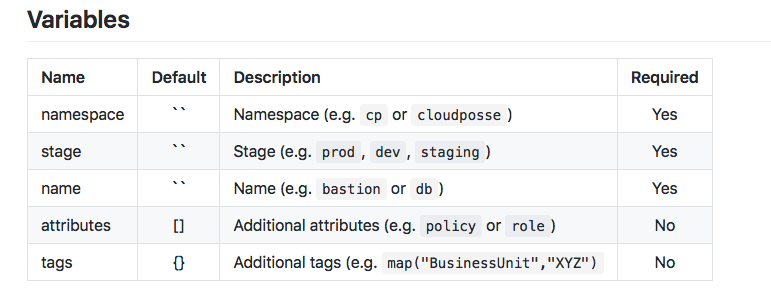 Variables
Name Default Description Required
namespace `` Namespace (e.g. cp or cloudposse) Yes
stage `` Stage (e.g. prod, dev, staging) Yes
name `` Name (e.g. bastion or db) Yes
attributes [] Additional attributes (e.g. policy or role) No
tags {} Additional tags (e.g. map("BusinessUnit","XYZ") No